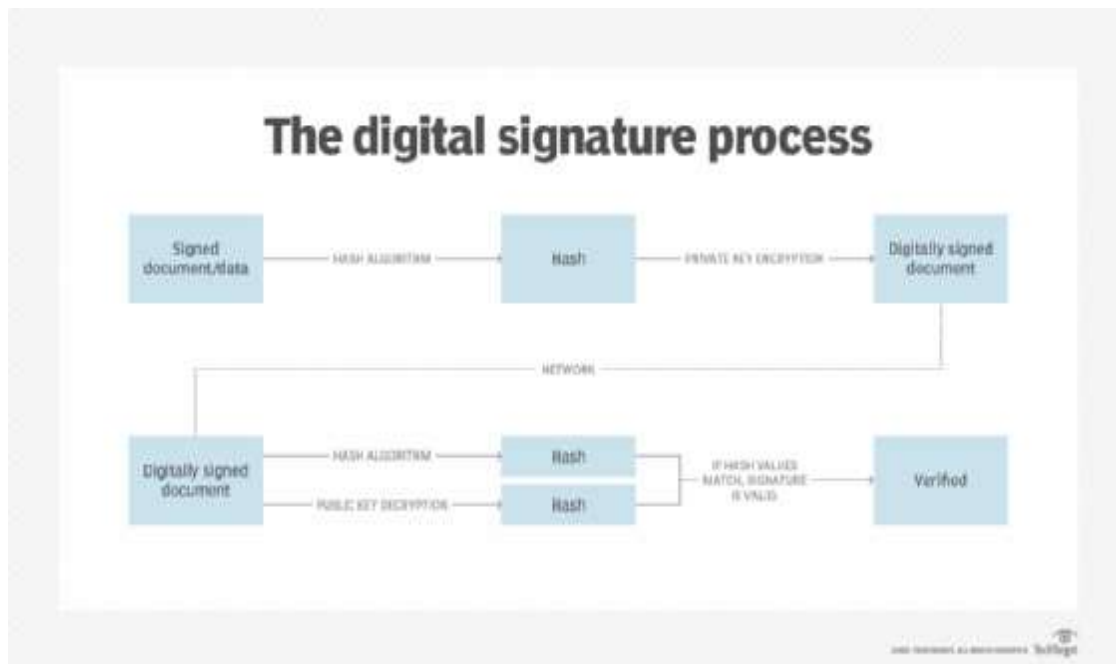 The digital signature process
Signed
document/data
HASH ALGORITHM
Hash
PRIVATE KEY ENCRYPTION
Digitally signed
document
NETWORK
Digitally signed
document
HASH ALGORITHM
Hash
PUBLIC KEY DECRYPTION
Hash
IF HASH VALUES
MATCH, SIGNATURE
IS VALID
Verified
TechTarget